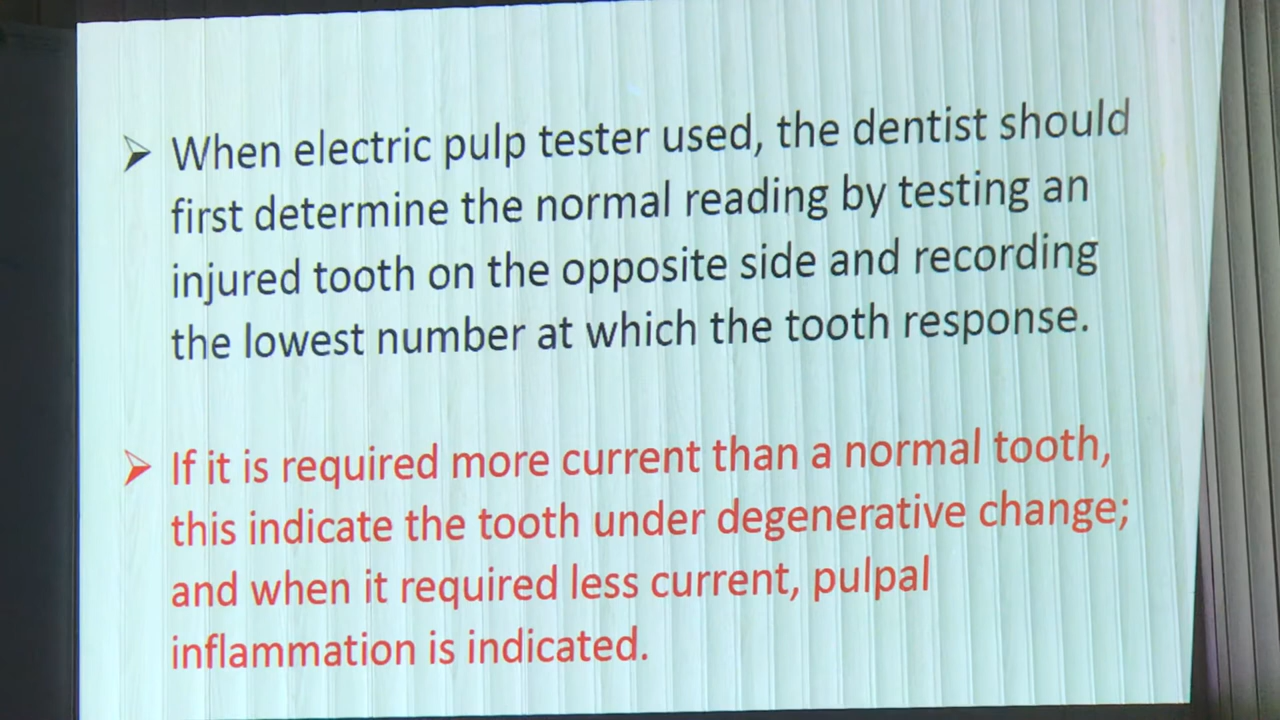 ➢ When electric pulp tester used, the dentist should
first determine the normal reading by testing an
injured tooth on the opposite side and recording
the lowest number at which the tooth response.
➢ If it is required more current than a normal tooth,
this indicate the tooth under degenerative change;
and when it required less current, pulpal
inflammation is indicated.